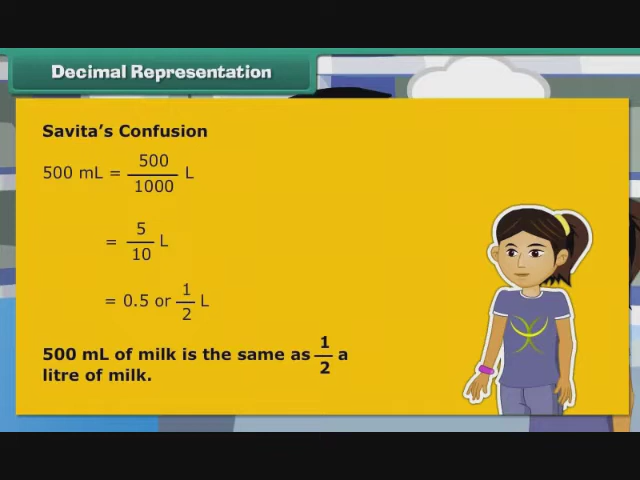 Decimal Representation
Savita's Confusion
500 mL = 500/1000 L
= 5/10 L
= 0.5 or 1/2 L
500 mL of milk is the same as 1/2 a
litre of milk.